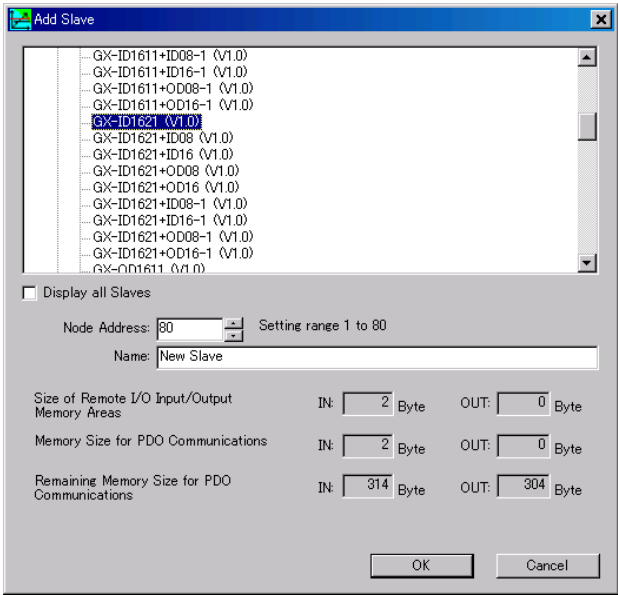 Add Slave
GX-ID1611+ID08-1 (V1.0)
GX-ID1611+ID16-1 (V1.0)
GX-ID1611+OD08-1 (V1.0)
GX-ID1611+OD16-1 (V1.0)
GX-ID1621 (V1.0)
GX-ID1621+ID08 (V1.0)
GX-ID1621+ID16 (V1.0)
GX-ID1621+OD08 (V1.0)
GX-ID1621+OD16 (V1.0)
GX-ID1621+ID08-1 (V1.0)
GX-ID1621+ID16-1 (V1.0)
GX-ID1621+OD08-1 (V1.0)
GX-ID1621+OD16-1 (V1.0)
GX-OD1611 (V1.0)
Display all Slaves
Node Address: 80 Setting range 1 to 80
Name: New Slave
Size of Remote I/O Input/Output
Memory Areas IN: 2 Byte OUT: 0 Byte
Memory Size for PDO Communications IN: 2 Byte OUT: 0 Byte
Remaining Memory Size for PDO
Communications IN: 314 Byte OUT: 304 Byte
OK Cancel